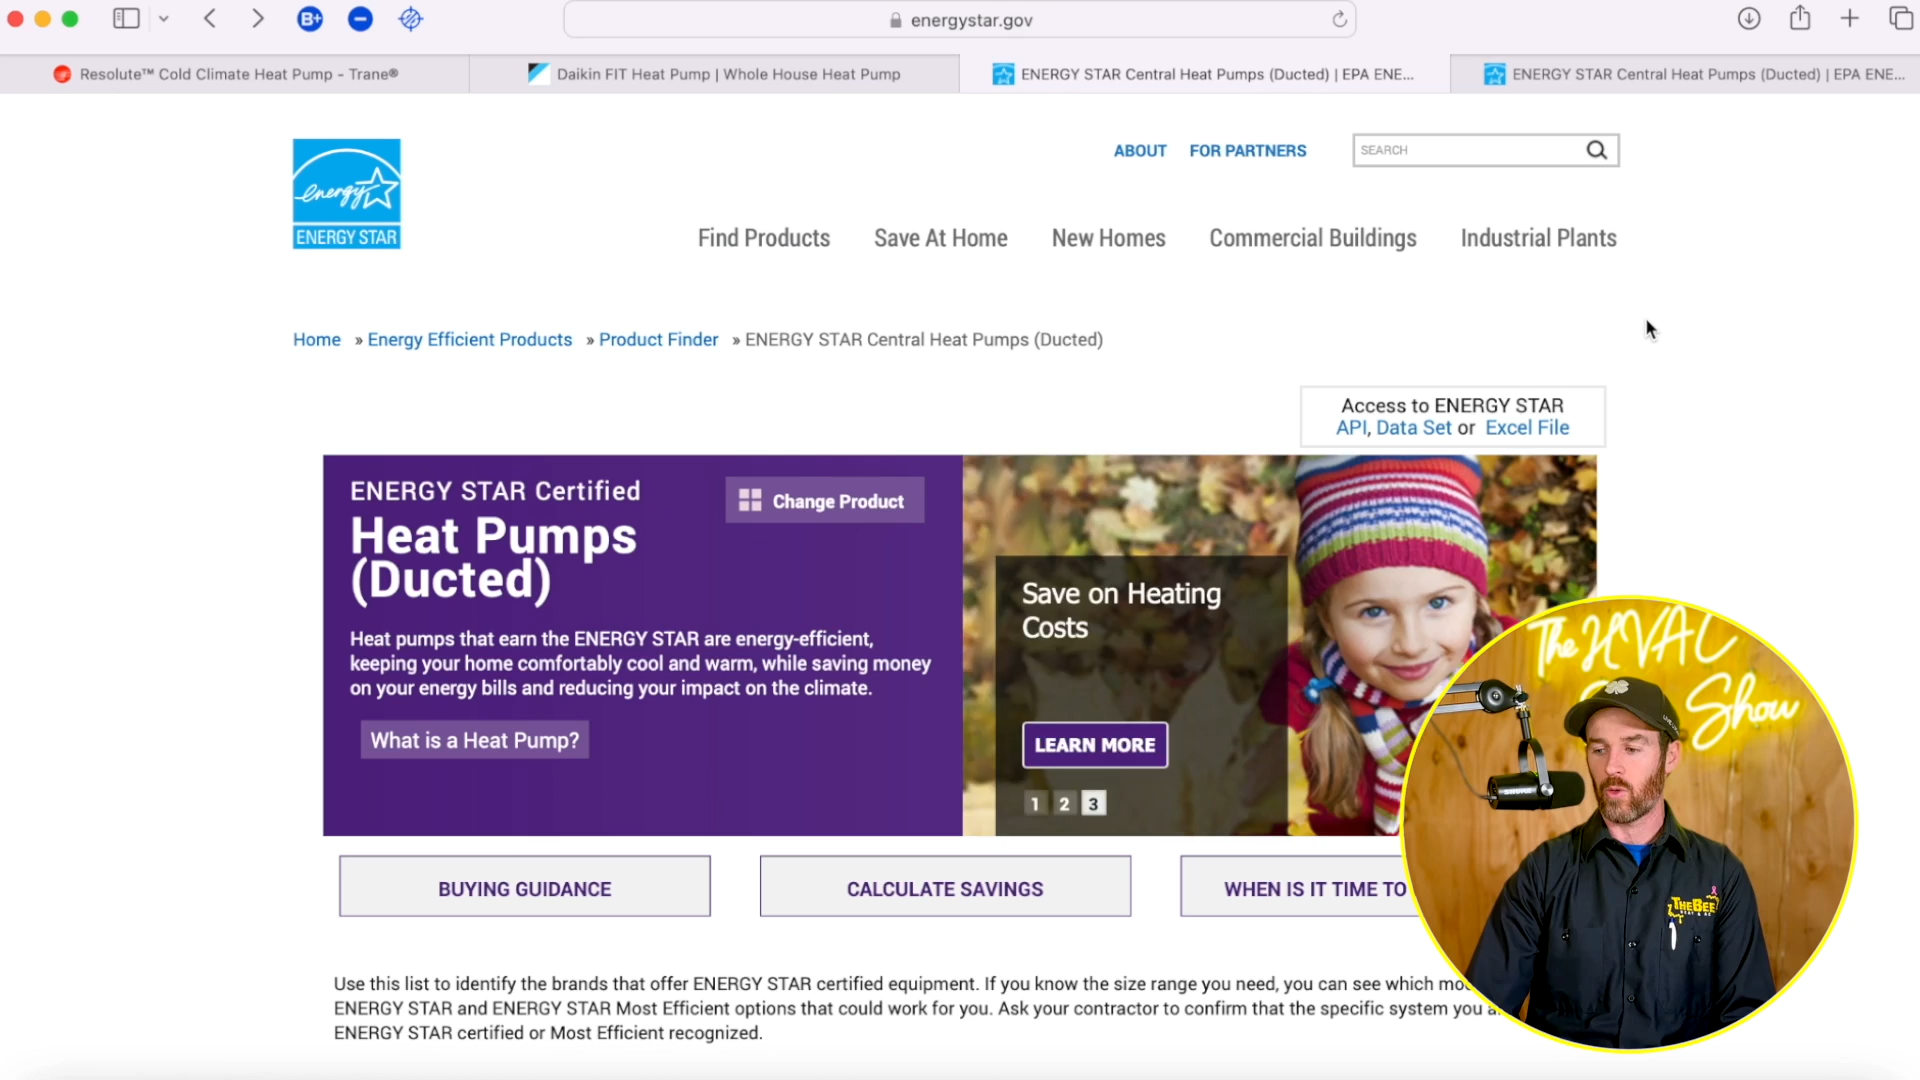 energystar.gov
Resolute™ Cold Climate Heat Pump - Trane®
Daikin FIT Heat Pump | Whole House Heat Pump
ENERGY STAR Central Heat Pumps (Ducted) | EPA ENE...
ENERGY STAR Central Heat Pumps (Ducted) | EPA ENE...
energy
ENERGY STAR
ABOUT
FOR PARTNERS
SEARCH
Find Products
Save At Home
New Homes
Commercial Buildings
Industrial Plants
Home » Energy Efficient Products » Product Finder » ENERGY STAR Central Heat Pumps (Ducted)
Access to ENERGY STAR
API, Data Set or Excel File
ENERGY STAR Certified
Heat Pumps
(Ducted)
Change Product
Heat pumps that earn the ENERGY STAR are energy-efficient,
keeping your home comfortably cool and warm, while saving money
on your energy bills and reducing your impact on the climate.
What is a Heat Pump?
Save on Heating
Costs
LEARN MORE
1 2 3
BUYING GUIDANCE
CALCULATE SAVINGS
WHEN IS IT TIME TO
Use this list to identify the brands that offer ENERGY STAR certified equipment. If you know the size range you need, you can see which
ENERGY STAR and ENERGY STAR Most Efficient options that could work for you. Ask your contractor to confirm that the specific system you
ENERGY STAR certified or Most Efficient recognized.
The HVAC
Show
SHURE
THEBEE
HEAT & AC
B+